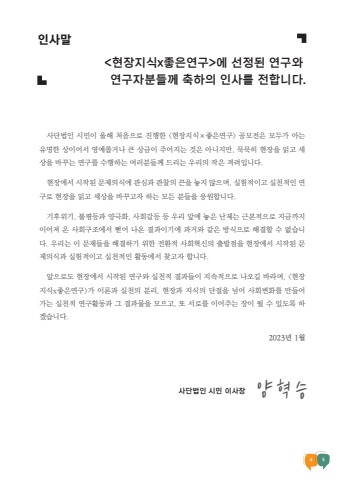 인사말
<현장지식x좋은연구>에 선정된 연구와
연구자분들께 축하의 인사를 전합니다.
사단법인 시민이 올해 처음으로 진행한 〈현장지식×좋은연구〉 공모전은 모두가 아는
유명한 상이어서 명예롭거나 큰 상금이 주어지는 것은 아니지만, 묵묵히 현장을 읽고 세
상을 바꾸는 연구를 수행하는 여러분들께 드리는 우리의 작은 격려입니다.
현장에서 시작된 문제의식에 관심과 관찰의 끈을 놓지 않으며, 실험적이고 실천적인 연
구로 현장을 읽고 세상을 바꾸고자 하는 모든 분들을 응원합니다.
기후위기, 불평등과 양극화, 사회갈등 등 우리 앞에 놓은 난제는 근본적으로 지금까지
이어져 온 사회구조에서 뻗어 나온 결과이기에 과거와 같은 방식으로 해결할 수 없습니
다. 우리는 이 문제들을 해결하기 위한 전환적 사회혁신의 출발점을 현장에서 시작된 문
제의식과 실험적이고 실천적인 활동에서 찾고자 합니다.
앞으로도 현장에서 시작된 연구와 실천적 결과들이 지속적으로 나오길 바라며, 〈현장
지식x좋은연구〉가 이론과 실천의 분리, 현장과 지식의 단절을 넘어 사회변화를 만들어
가는 실천적 연구활동과 그 결과물을 모으고, 또 서로를 이어주는 장이 될 수 있도록 하
겠습니다.
2023년 1월
사단법인 시민 이사장 양혁승